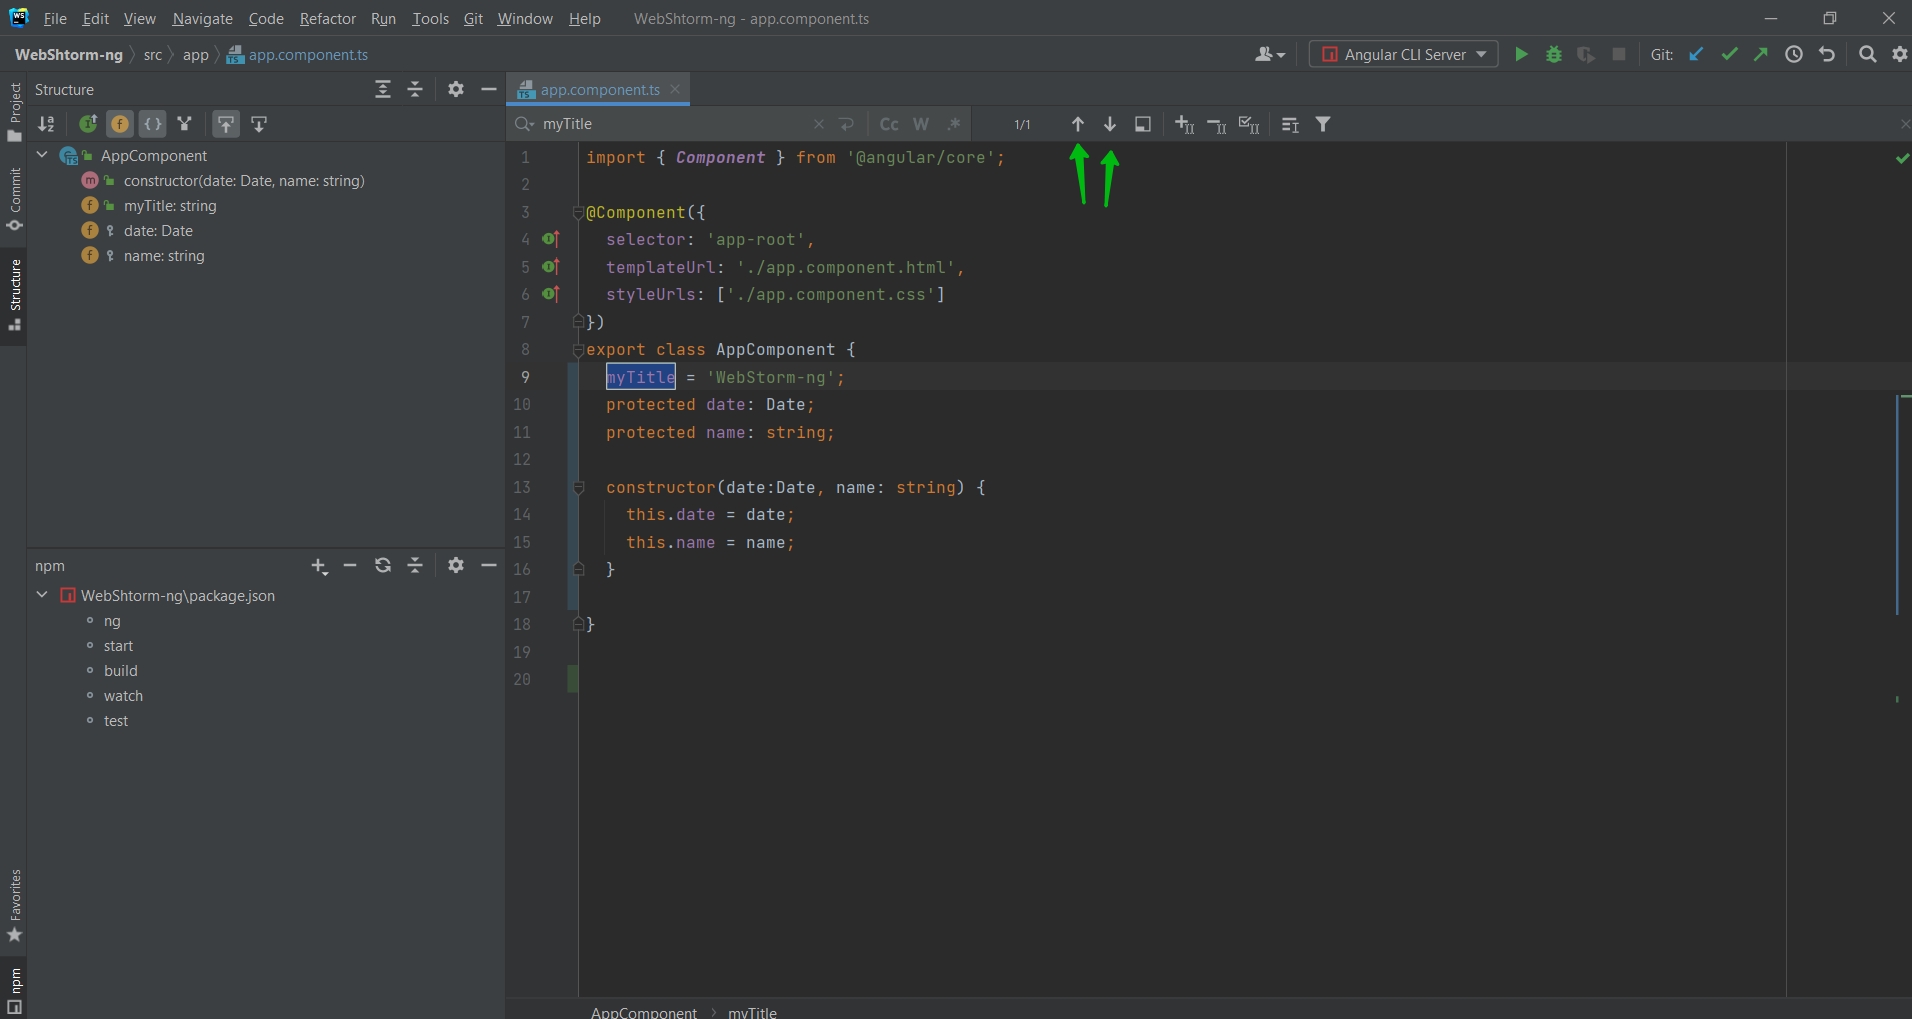 WS File Edit View Navigate Code Refactor Run Tools Git Window Help WebShtorm-ng - app.component.ts
WebShtorm-ng src app TS app.component.ts Angular CLI Server Git:
Project
Commit
Structure
Favorites
npm
Structure
AppComponent
constructor(date: Date, name: string)
myTitle: string
date: Date
name: string
npm
WebShtorm-ng\package.json
ng
start
build
watch
test
app.component.ts
myTitle Cc W .* 1/1
1 import { Component } from '@angular/core';
2
3 @Component({
4 selector: 'app-root',
5 templateUrl: './app.component.html',
6 styleUrls: ['./app.component.css']
7 })
8 export class AppComponent {
9 myTitle = 'WebStorm-ng';
10 protected date: Date;
11 protected name: string;
12
13 constructor(date:Date, name: string) {
14 this.date = date;
15 this.name = name;
16 }
17
18 }
19
20
AppComponent myTitle